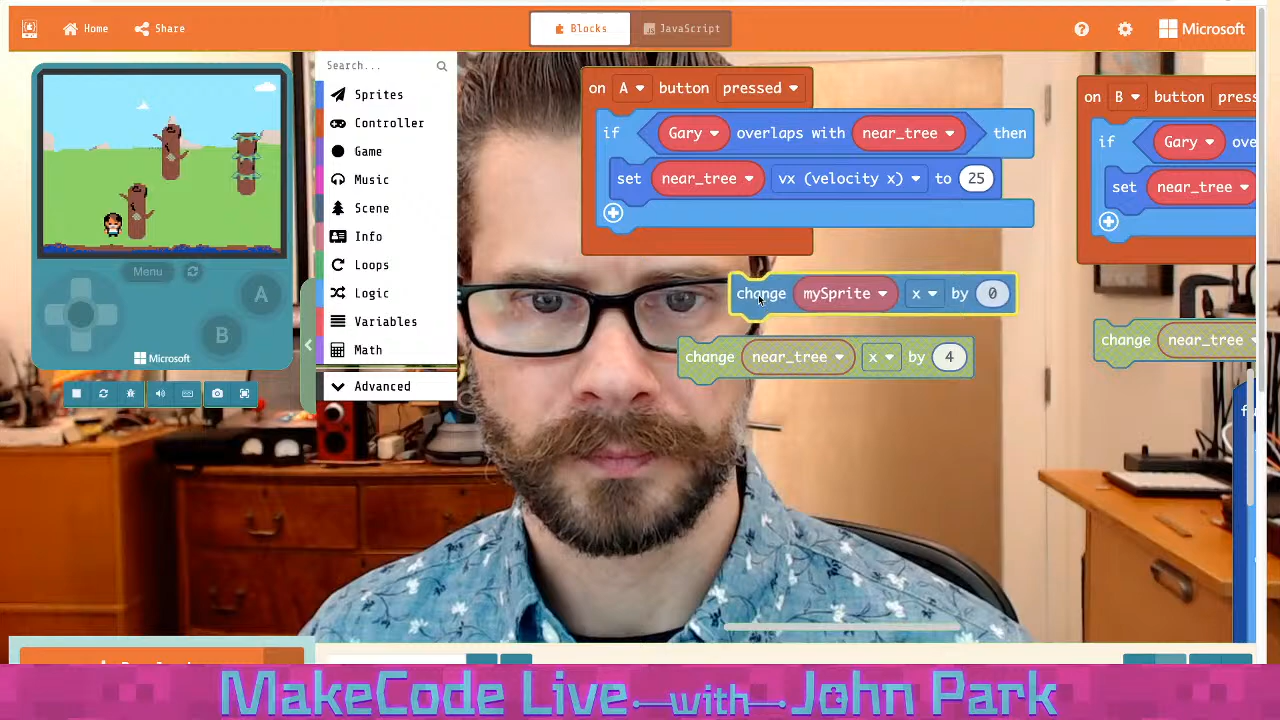 Home
Share
Blocks
JavaScript
Microsoft
Search...
Sprites
Controller
Game
Music
Scene
Info
Loops
Logic
Variables
Math
Advanced
Menu
A
B
Microsoft
on A button pressed
if Gary overlaps with near_tree then
set near_tree vx (velocity x) to 25
change mySprite x by 0
change near_tree x by 4
on B button press
if Gary ove
set near_tree
change near_tree
MakeCode Live with John Park